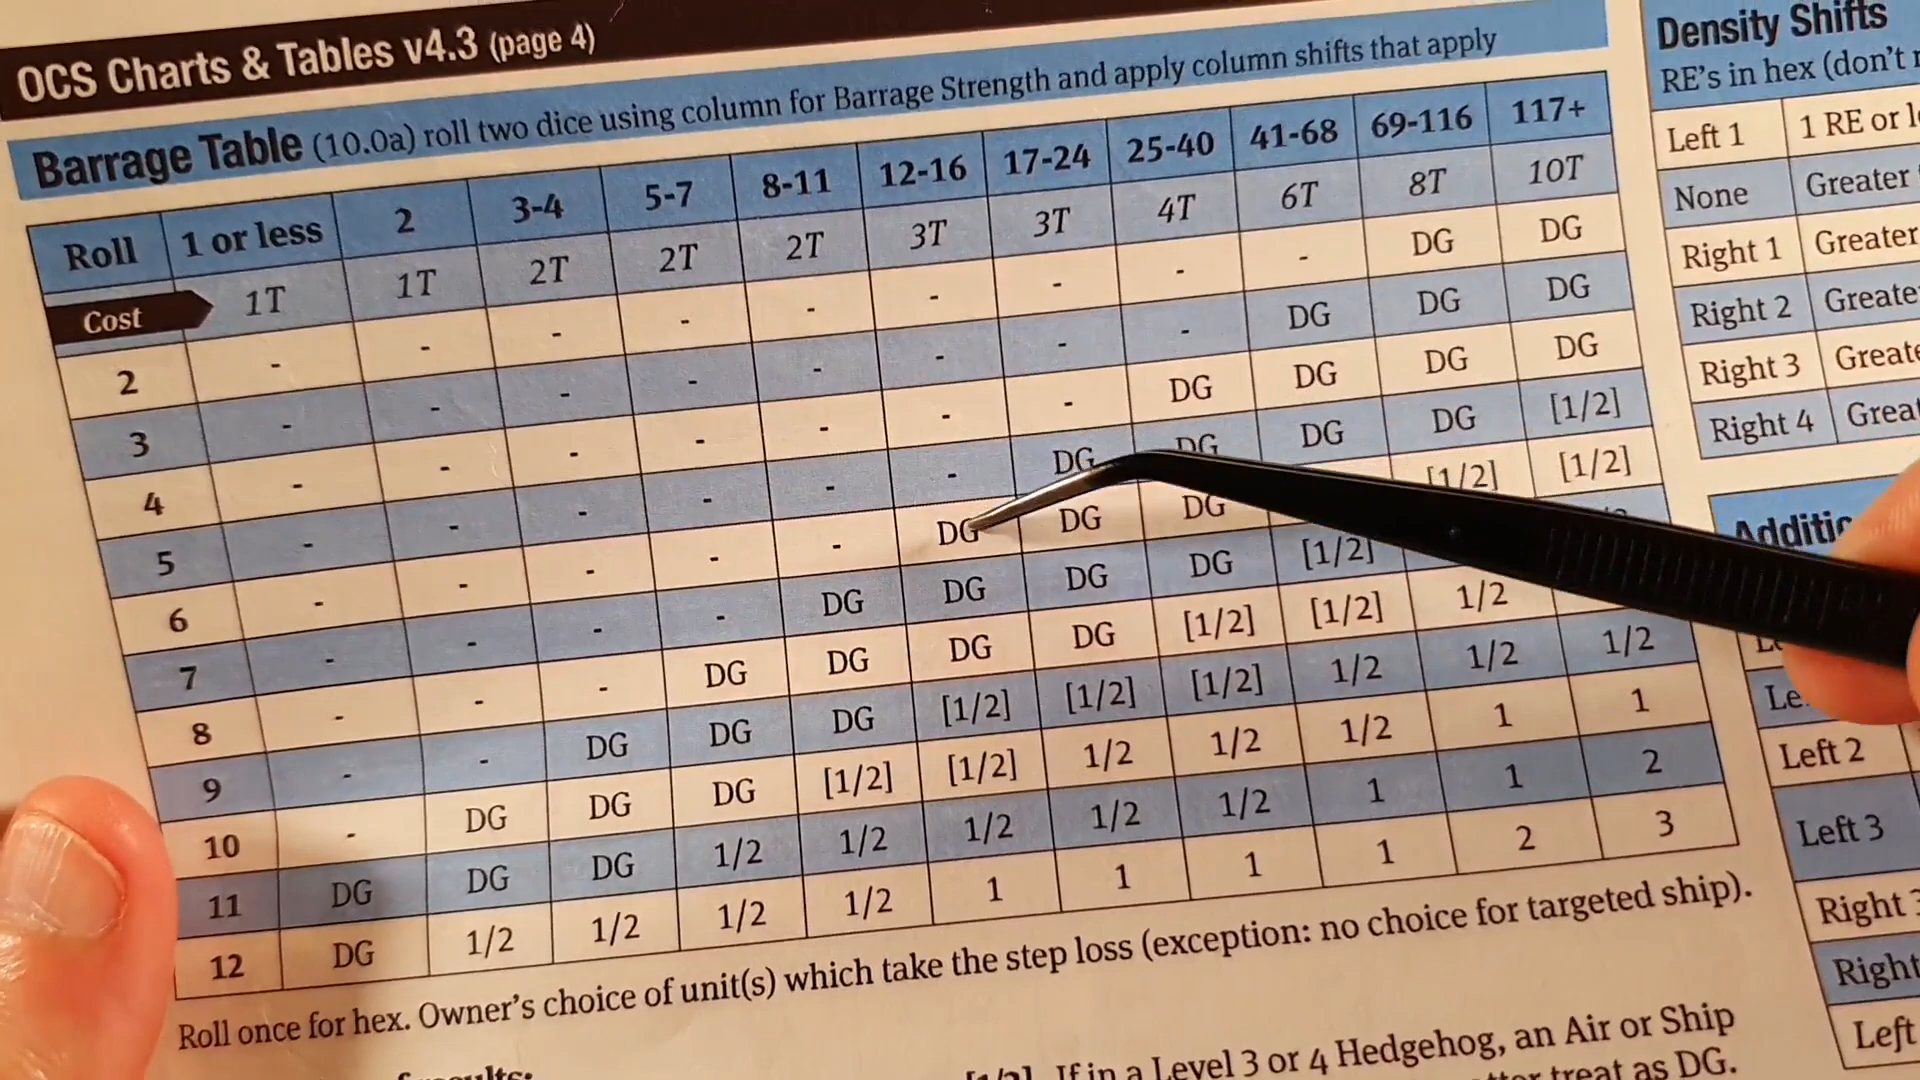 OCS Charts & Tables v4.3 (page 4)
Barrage Table (10.0a) roll two dice using column for Barrage Strength and apply column shifts that apply
Roll 1 or less 2 3-4 5-7 8-11 12-16 17-24 25-40 41-68 69-116 117+
Cost 1T 1T 2T 2T 2T 3T 3T 4T 6T 8T 10T
2 - - - - - - - - - DG DG
3 - - - - - - - - DG DG DG
4 - - - - - - - DG DG DG DG
5 - - - - - - DG DG DG DG [1/2]
6 - - - - - DG DG DG [1/2] [1/2]
7 - - - - DG DG DG DG [1/2]
8 - - - DG DG DG DG [1/2] [1/2] 1/2
9 - - DG DG DG [1/2] [1/2] [1/2] 1/2 1/2 1/2
10 - DG DG DG [1/2] [1/2] 1/2 1/2 1/2 1 1
11 DG DG DG 1/2 1/2 1/2 1/2 1/2 1 1 2
12 DG 1/2 1/2 1/2 1/2 1 1 1 1 2 3
Roll once for hex. Owner's choice of unit(s) which take the step loss (exception: no choice for targeted ship).
results:
[1/2] If in a Level 3 or 4 Hedgehog, an Air or Ship
treat as DG.
Density Shifts
RE's in hex (don't
Left 1 1 RE or
None Greater
Right 1 Greater
Right 2
Right 3
Right 4
Left 2
Left 3
Right
Right
Left